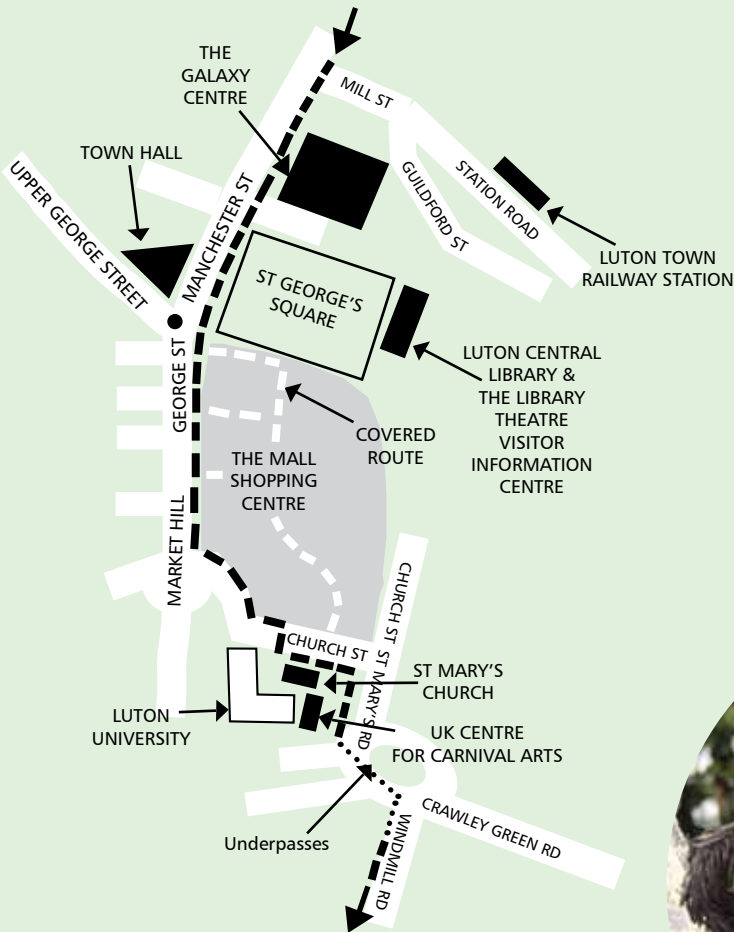 THE
GALAXY
CENTRE
MILL ST
TOWN HALL
STATION ROAD
GUILDFORD ST
UPPER GEORGE STREET
MANCHESTER ST
LUTON TOWN
RAILWAY STATION
ST GEORGE'S
SQUARE
GEORGE ST
LUTON CENTRAL
LIBRARY &
THE LIBRARY
THEATRE
VISITOR
INFORMATION
CENTRE
COVERED
ROUTE
THE MALL
SHOPPING
CENTRE
MARKET HILL
CHURCH ST
CHURCH ST
ST MARY'S RD
ST MARY'S
CHURCH
LUTON
UNIVERSITY
UK CENTRE
FOR CARNIVAL ARTS
Underpasses
CRAWLEY GREEN RD
WINDMILL RD